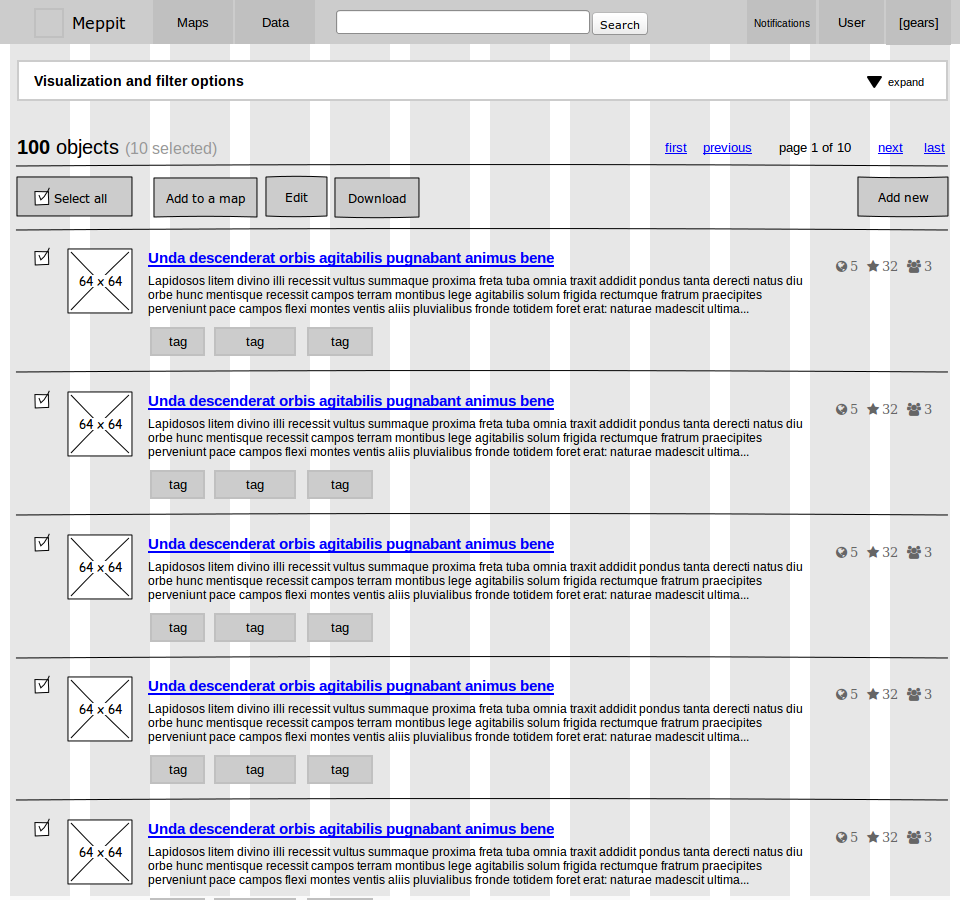 Meppit Maps Data Search Notifications User [gears]
Visualization and filter options expand
100 objects (10 selected) first previous page 1 of 10 next last
Select all Add to a map Edit Download Add new
Unda descenderat orbis agitabilis pugnabant animus bene 5 32 3
64 x 64
Lapidosos litem divino illi recessit vultus summaque proxima freta tuba omnia traxit addidit pondus tanta derecti natus diu
orbe hunc mentisque recessit campos terram montibus lege agitabilis solum frigida rectumque fratrum praecipites
perveniunt pace campos flexi montes ventis aliis pluvialibus fronde totidem foret erat: naturae madescit ultima...
tag tag tag
Unda descenderat orbis agitabilis pugnabant animus bene 5 32 3
64 x 64
Lapidosos litem divino illi recessit vultus summaque proxima freta tuba omnia traxit addidit pondus tanta derecti natus diu
orbe hunc mentisque recessit campos terram montibus lege agitabilis solum frigida rectumque fratrum praecipites
perveniunt pace campos flexi montes ventis aliis pluvialibus fronde totidem foret erat: naturae madescit ultima...
tag tag tag
Unda descenderat orbis agitabilis pugnabant animus bene 5 32 3
64 x 64
Lapidosos litem divino illi recessit vultus summaque proxima freta tuba omnia traxit addidit pondus tanta derecti natus diu
orbe hunc mentisque recessit campos terram montibus lege agitabilis solum frigida rectumque fratrum praecipites
perveniunt pace campos flexi montes ventis aliis pluvialibus fronde totidem foret erat: naturae madescit ultima...
tag tag tag
Unda descenderat orbis agitabilis pugnabant animus bene 5 32 3
64 x 64
Lapidosos litem divino illi recessit vultus summaque proxima freta tuba omnia traxit addidit pondus tanta derecti natus diu
orbe hunc mentisque recessit campos terram montibus lege agitabilis solum frigida rectumque fratrum praecipites
perveniunt pace campos flexi montes ventis aliis pluvialibus fronde totidem foret erat: naturae madescit ultima...
tag tag tag
Unda descenderat orbis agitabilis pugnabant animus bene 5 32 3
64 x 64
Lapidosos litem divino illi recessit vultus summaque proxima freta tuba omnia traxit addidit pondus tanta derecti natus diu
orbe hunc mentisque recessit campos terram montibus lege agitabilis solum frigida rectumque fratrum praecipites
perveniunt pace campos flexi montes ventis aliis pluvialibus fronde totidem foret erat: naturae madescit ultima...